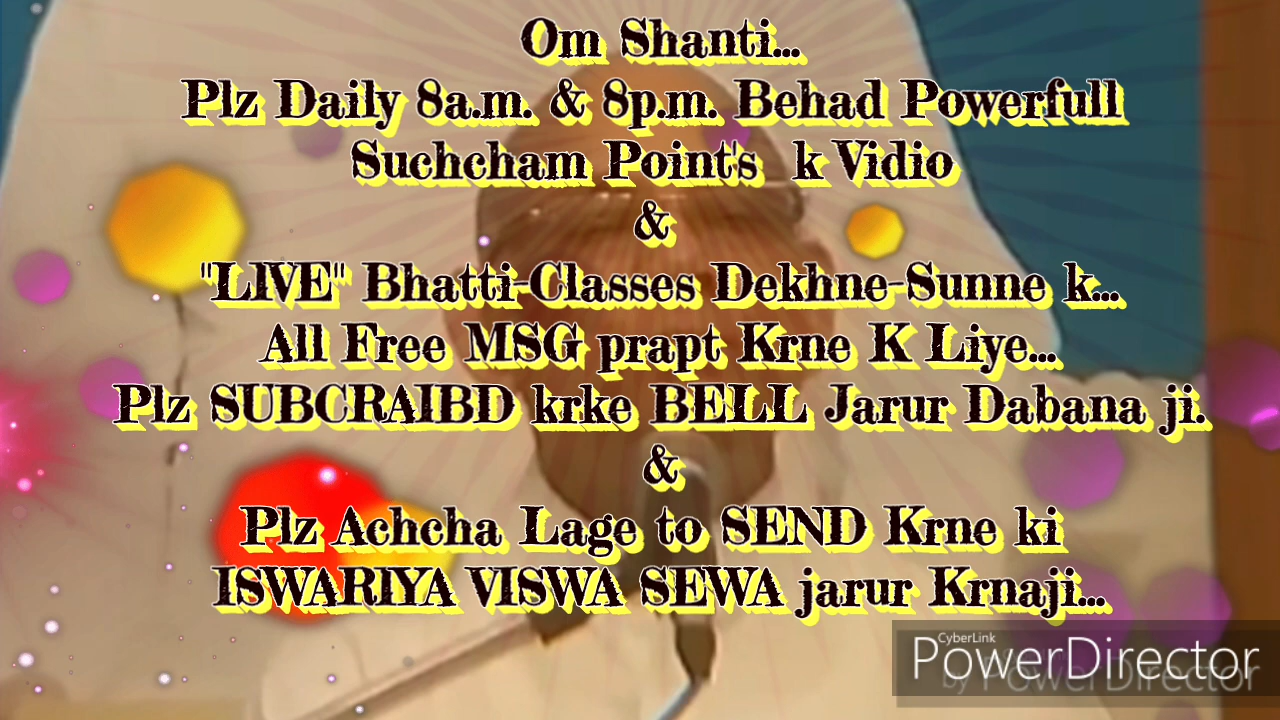 Om Shanti...
Plz Daily 8a.m. & 8p.m. Behad Powerfull
Suchcham Point's k Vidio
&
"LIVE" Bhatti-Classes Dekhne-Sunne k...
All Free MSG prapt Krne K Liye...
Plz SUBCRAIBD krke BELL Jarur Dabana ji.
&
Plz Achcha Lage to SEND Krne ki
ISWARIYA VISWA SEWA jarur Krnaji...
CyberLink
PowerDirector
by PowerDirector